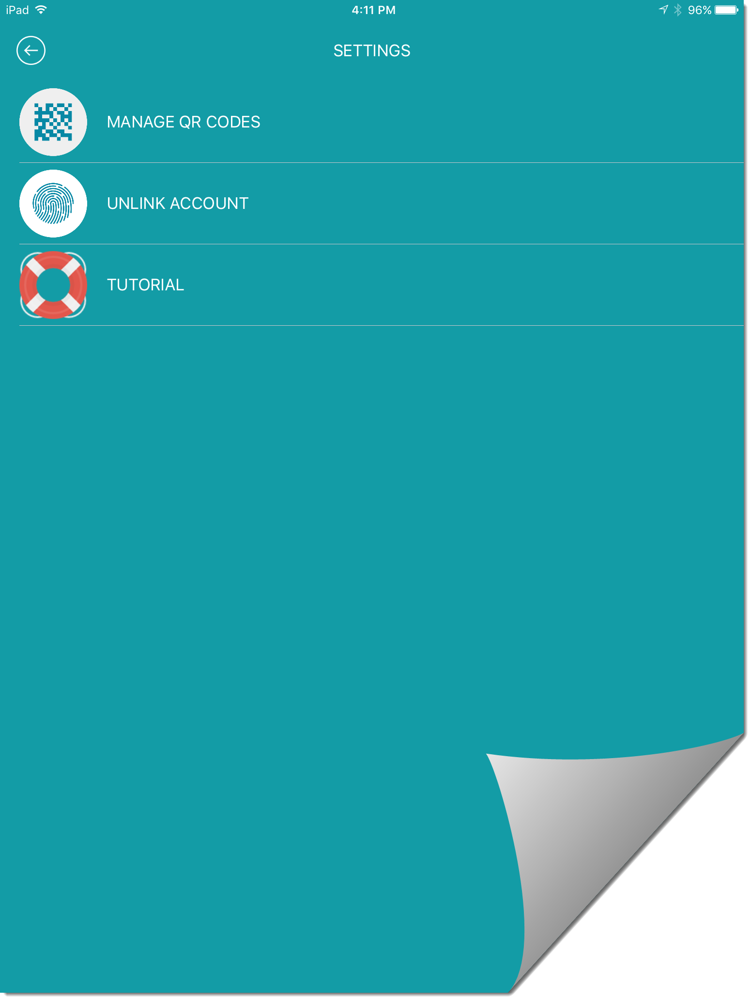 iPad 4:11 PM 96%
SETTINGS
MANAGE QR CODES
UNLINK ACCOUNT
TUTORIAL